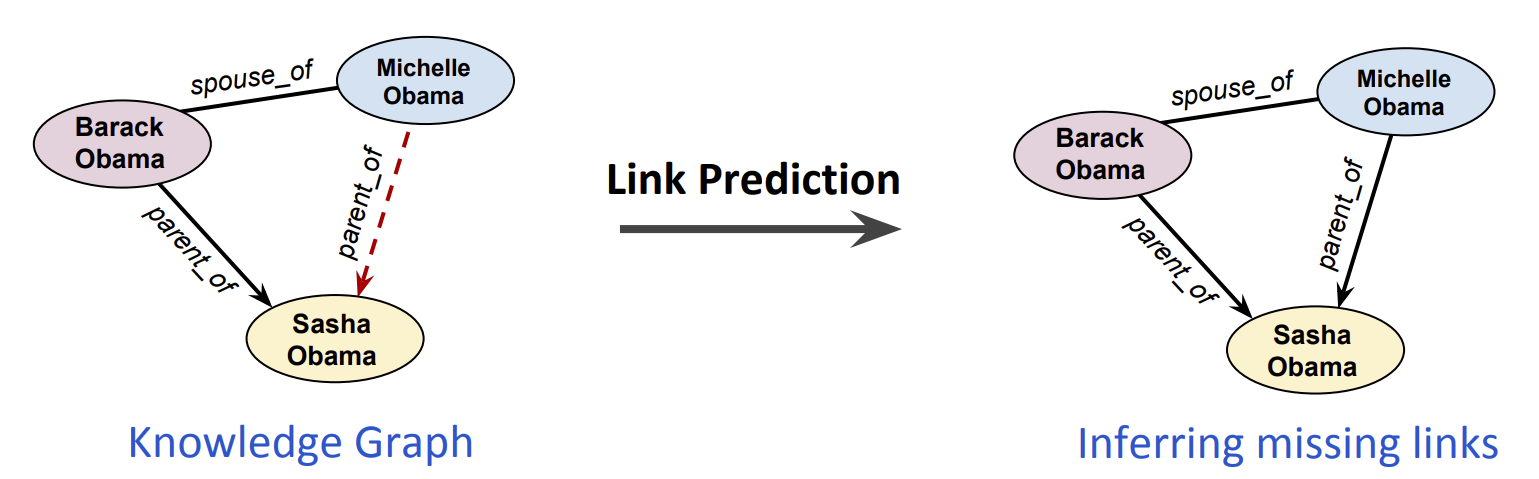 spouse_of
Michelle
Obama
Barack
Obama
parent_of
parent_of
Sasha
Obama
Knowledge Graph
Link Prediction
spouse_of
Michelle
Obama
Barack
Obama
parent_of
parent_of
Sasha
Obama
Inferring missing links